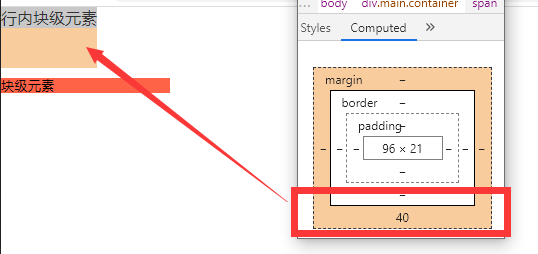 行内块级元素
块级元素
… body div.main.container span
Styles Computed »
margin –
border –
padding –
– – – 96 × 21 – – –
–
–
40